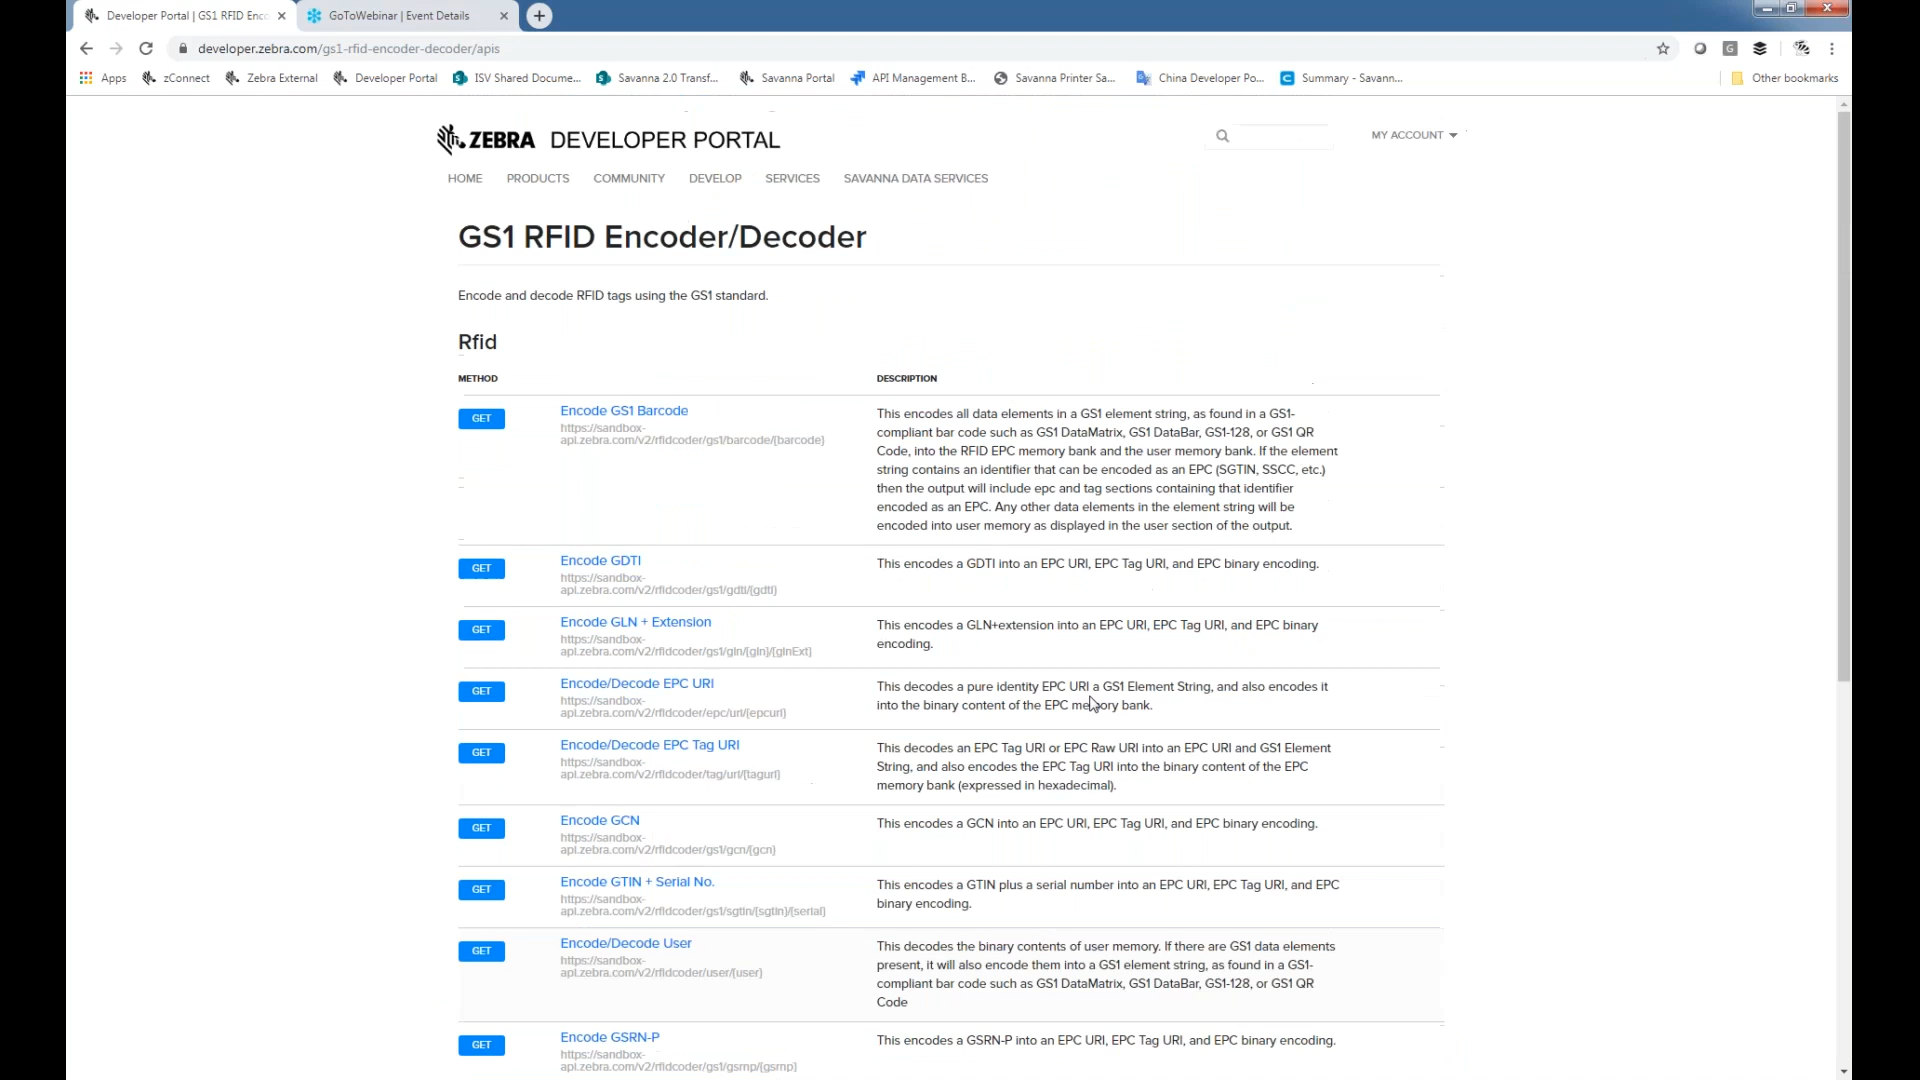 Developer Portal | GS1 RFID Enco
GoToWebinar | Event Details
developer.zebra.com/gs1-rfid-encoder-decoder/apis
Apps
zConnect
Zebra External
Developer Portal
ISV Shared Docume...
Savanna 2.0 Transf...
Savanna Portal
API Management B...
Savanna Printer Sa...
China Developer Po...
Summary - Savann...
Other bookmarks
ZEBRA DEVELOPER PORTAL
MY ACCOUNT
HOME PRODUCTS COMMUNITY DEVELOP SERVICES SAVANNA DATA SERVICES
GS1 RFID Encoder/Decoder
Encode and decode RFID tags using the GS1 standard.
Rfid
METHOD DESCRIPTION
GET
Encode GS1 Barcode
https://sandbox-
api.zebra.com/v2/rfidcoder/gs1/barcode/{barcode}
This encodes all data elements in a GS1 element string, as found in a GS1-
compliant bar code such as GS1 DataMatrix, GS1 DataBar, GS1-128, or GS1 QR
Code, into the RFID EPC memory bank and the user memory bank. If the element
string contains an identifier that can be encoded as an EPC (SGTIN, SSCC, etc.)
then the output will include epc and tag sections containing that identifier
encoded as an EPC. Any other data elements in the element string will be
encoded into user memory as displayed in the user section of the output.
GET
Encode GDTI
https://sandbox-
api.zebra.com/v2/rfidcoder/gs1/gdti/{gdti}
This encodes a GDTI into an EPC URI, EPC Tag URI, and EPC binary encoding.
GET
Encode GLN + Extension
https://sandbox-
api.zebra.com/v2/rfidcoder/gs1/gln/{gln}/{glnExt}
This encodes a GLN+extension into an EPC URI, EPC Tag URI, and EPC binary
encoding.
GET
Encode/Decode EPC URI
https://sandbox-
api.zebra.com/v2/rfidcoder/epc/uri/{epcuri}
This decodes a pure identity EPC URI a GS1 Element String, and also encodes it
into the binary content of the EPC memory bank.
GET
Encode/Decode EPC Tag URI
https://sandbox-
api.zebra.com/v2/rfidcoder/tag/uri/{taguri}
This decodes an EPC Tag URI or EPC Raw URI into an EPC URI and GS1 Element
String, and also encodes the EPC Tag URI into the binary content of the EPC
memory bank (expressed in hexadecimal).
GET
Encode GCN
https://sandbox-
api.zebra.com/v2/rfidcoder/gs1/gcn/{gcn}
This encodes a GCN into an EPC URI, EPC Tag URI, and EPC binary encoding.
GET
Encode GTIN + Serial No.
https://sandbox-
api.zebra.com/v2/rfidcoder/gs1/sgtin/{sgtin}/{serial}
This encodes a GTIN plus a serial number into an EPC URI, EPC Tag URI, and EPC
binary encoding.
GET
Encode/Decode User
https://sandbox-
api.zebra.com/v2/rfidcoder/user/{user}
This decodes the binary contents of user memory. If there are GS1 data elements
present, it will also encode them into a GS1 element string, as found in a GS1-
compliant bar code such as GS1 DataMatrix, GS1 DataBar, GS1-128, or GS1 QR
Code
GET
Encode GSRN-P
https://sandbox-
api.zebra.com/v2/rfidcoder/gs1/gsrnp/{gsrnp}
This encodes a GSRN-P into an EPC URI, EPC Tag URI, and EPC binary encoding.